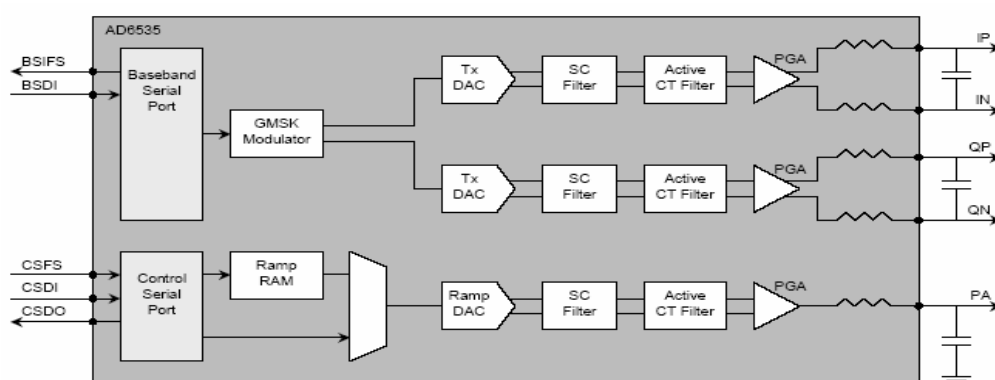 AD6535
BSIFS
BSDI
Baseband
Serial
Port
GMSK
Modulator
Tx
DAC
SC
Filter
Active
CT Filter
PGA
IP
IN
Tx
DAC
SC
Filter
Active
CT Filter
PGA
QP
QN
CSFS
CSDI
CSDO
Control
Serial
Port
Ramp
RAM
Ramp
DAC
SC
Filter
Active
CT Filter
PGA
PA